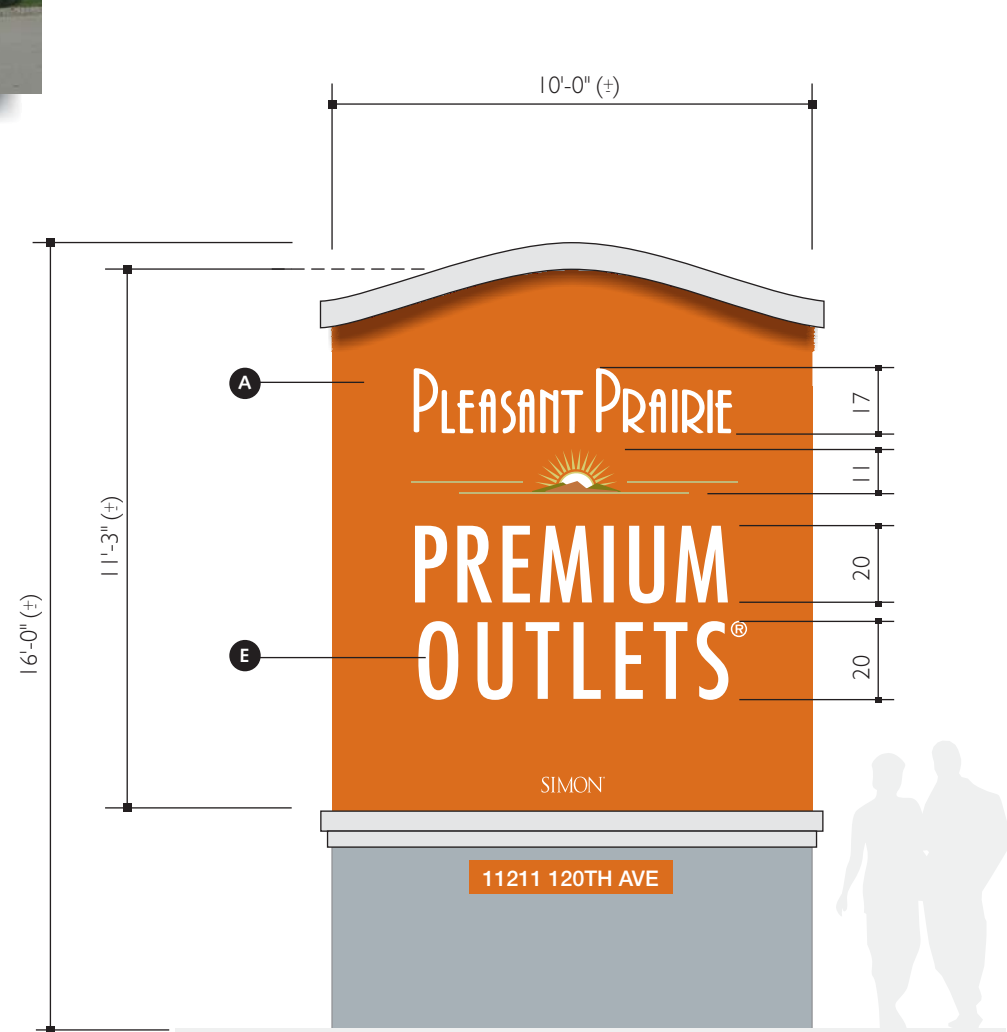 10'-0" (±)
16'-0" (±)
11'-3" (±)
A
E
PLEASANT PRAIRIE
PREMIUM
OUTLETS®
SIMON
11211 120TH AVE
17
11
20
20